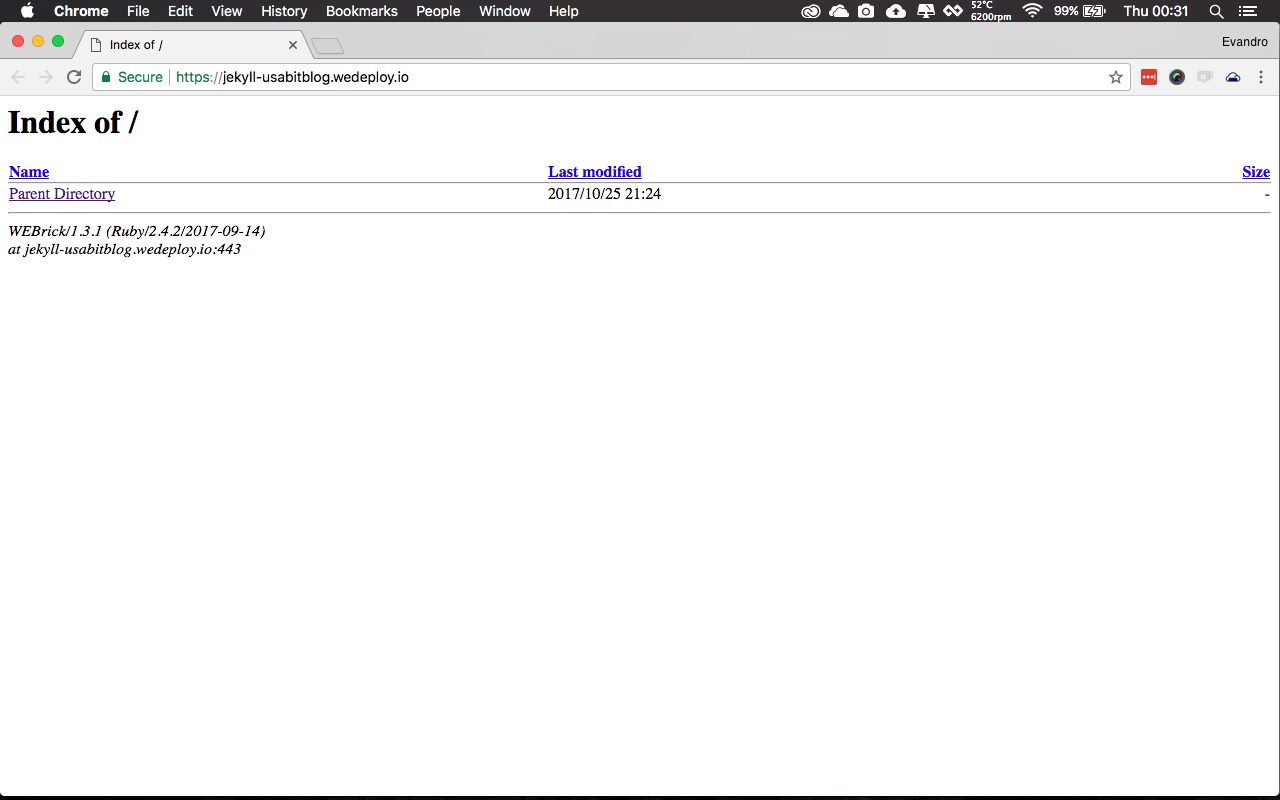 Chrome File Edit View History Bookmarks People Window Help 52°C 6200rpm 99% Thu 00:31
Index of /
Evandro
Secure https://jekyll-usabitblog.wedeploy.io
Index of /
Name Last modified Size
Parent Directory 2017/10/25 21:24 -
WEBrick/1.3.1 (Ruby/2.4.2/2017-09-14)
at jekyll-usabitblog.wedeploy.io:443